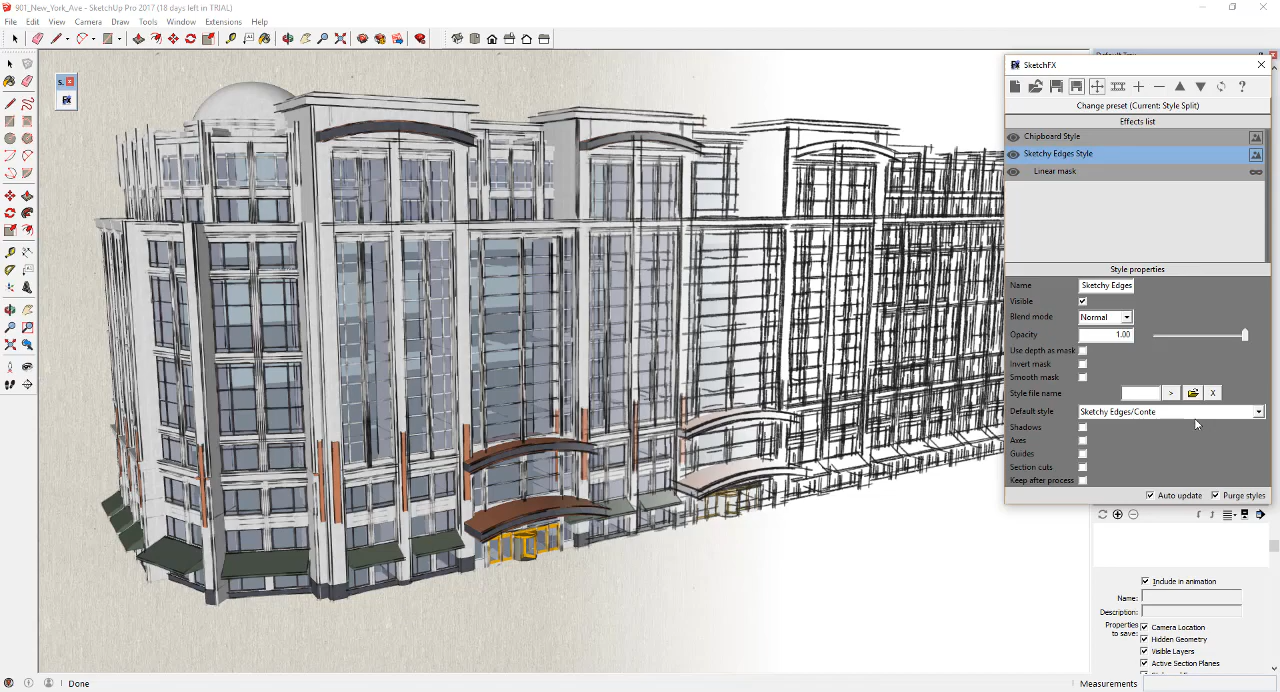 901_New_York_Ave - SketchUp Pro 2017 (18 days left in TRIAL)
File Edit View Camera Draw Tools Window Extensions Help
S.
FX
SketchFX
Change preset (Current: Style Split)
Effects list
Chipboard Style
Sketchy Edges Style
Linear mask
Style properties
Name Sketchy Edges
Visible
Blend mode Normal
Opacity 1.00
Use depth as mask
Invert mask
Smooth mask
Style file name > X
Default style Sketchy Edges/Conte
Shadows
Axes
Guides
Section cuts
Keep after process
Auto update Purge styles
Include in animation
Name:
Description:
Properties to save:
Camera Location
Hidden Geometry
Visible Layers
Active Section Planes
Done
Measurements